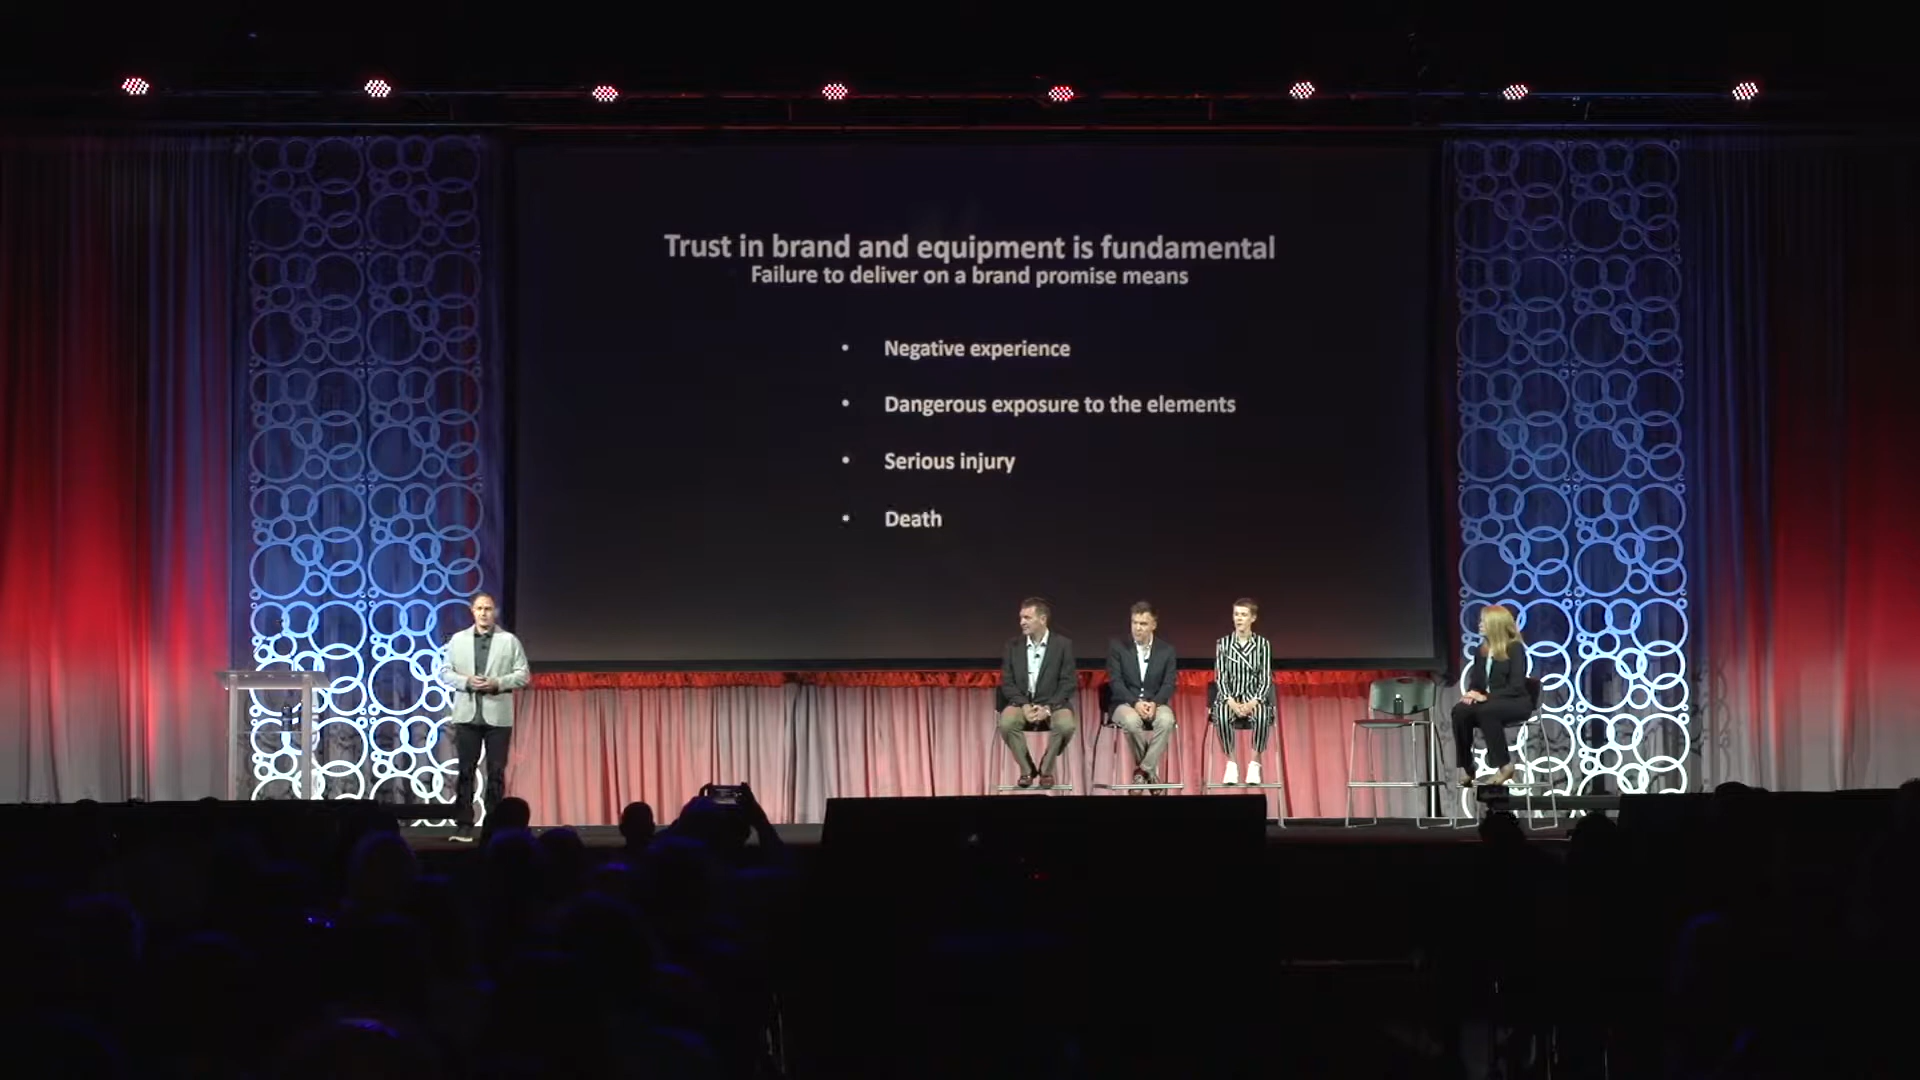 Trust in brand and equipment is fundamental
Failure to deliver on a brand promise means
• Negative experience
• Dangerous exposure to the elements
• Serious injury
• Death